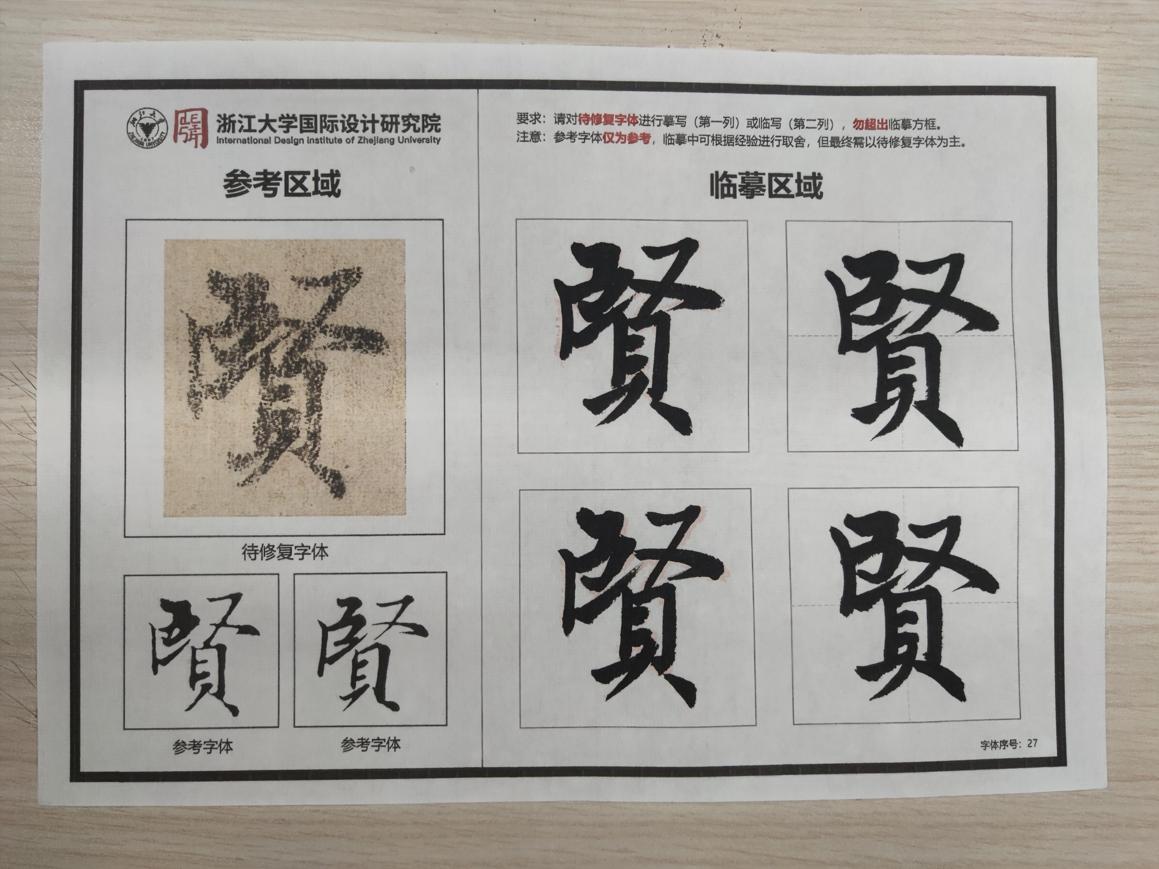 浙江大学国际设计研究院
International Design Institute of Zhejiang University
要求：请对待修复字体进行摹写（第一列）或临写（第二列），勿超出临摹方框。
注意：参考字体仅为参考，临摹中可根据经验进行取舍，但最终需以待修复字体为主。
参考区域
賢
待修复字体
賢 賢
参考字体 参考字体
临摹区域
賢 賢
賢 賢
字体序号：27